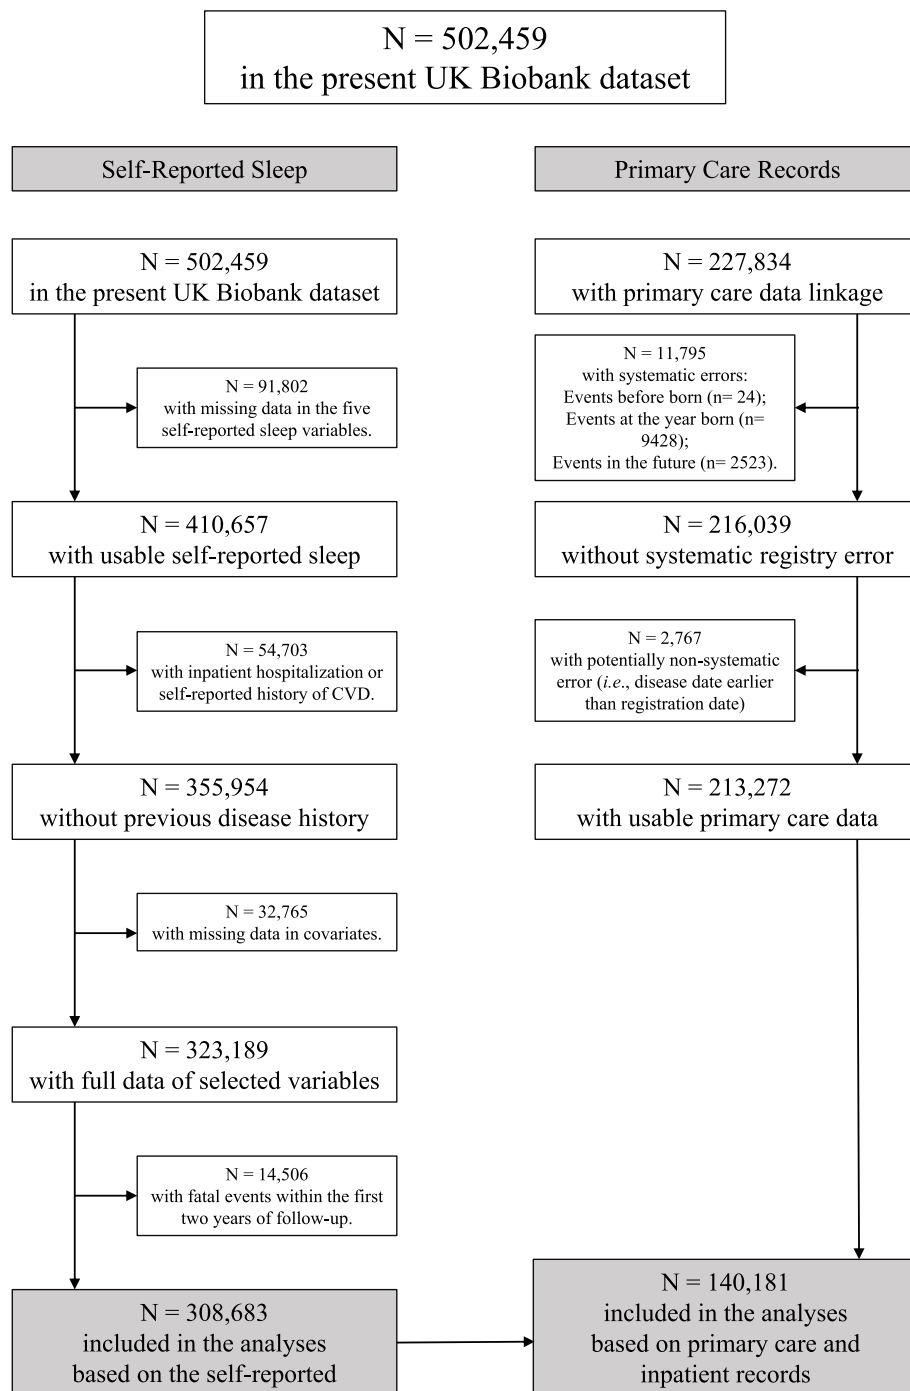 N = 502,459
in the present UK Biobank dataset
Self-Reported Sleep
N = 502,459
in the present UK Biobank dataset
N = 91,802
with missing data in the five
self-reported sleep variables.
N = 410,657
with usable self-reported sleep
N = 54,703
with inpatient hospitalization or
self-reported history of CVD.
N = 355,954
without previous disease history
N = 32,765
with missing data in covariates.
N = 323,189
with full data of selected variables
N = 14,506
with fatal events within the first
two years of follow-up.
N = 308,683
included in the analyses
based on the self-reported
Primary Care Records
N = 227,834
with primary care data linkage
N = 11,795
with systematic errors:
Events before born (n= 24);
Events at the year born (n=
9428);
Events in the future (n= 2523).
N = 216,039
without systematic registry error
N = 2,767
with potentially non-systematic
error (i.e., disease date earlier
than registration date)
N = 213,272
with usable primary care data
N = 140,181
included in the analyses
based on primary care and
inpatient records